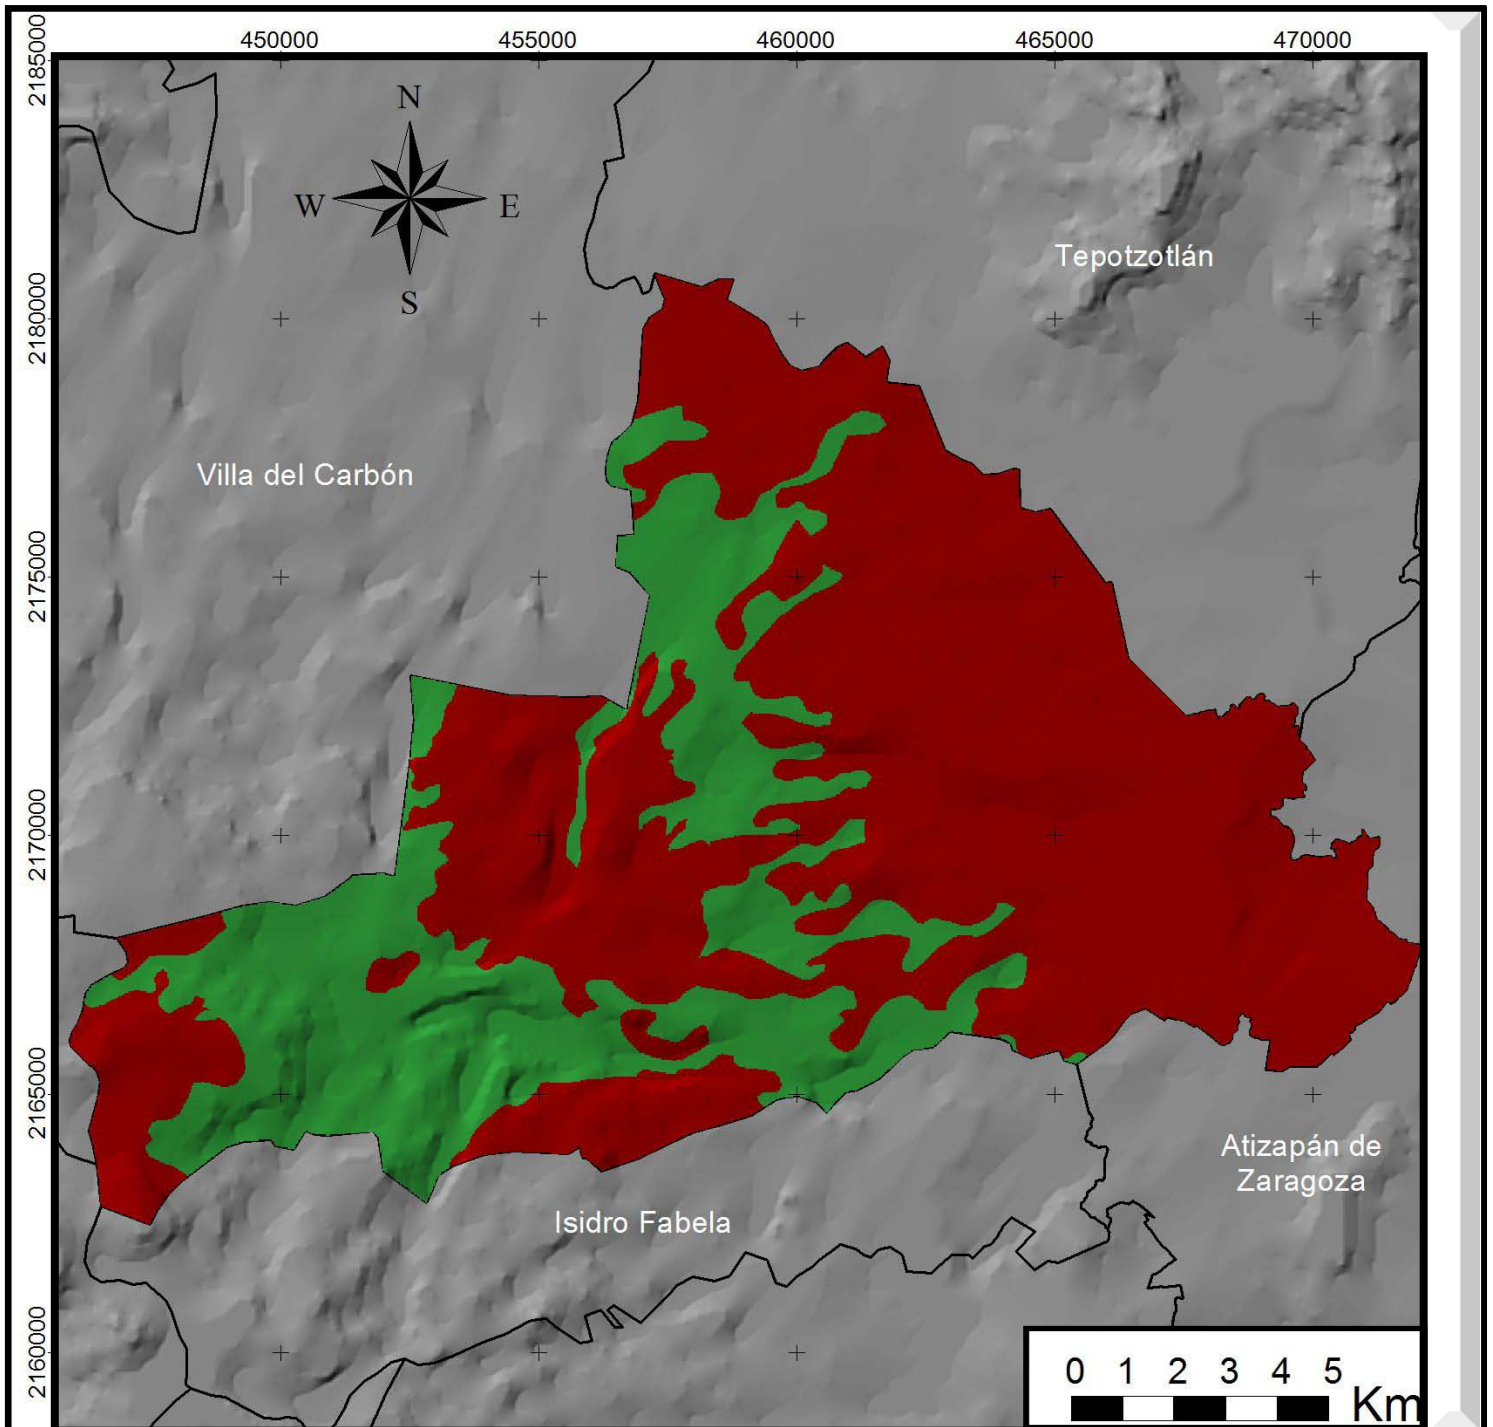 450000 455000 460000 465000 470000
2185000
N
W E
S
Tepotzotlán
2180000
Villa del Carbón
2175000
2170000
2165000
Atizapán de
Zaragoza
Isidro Fabela
2160000
0 1 2 3 4 5
Km